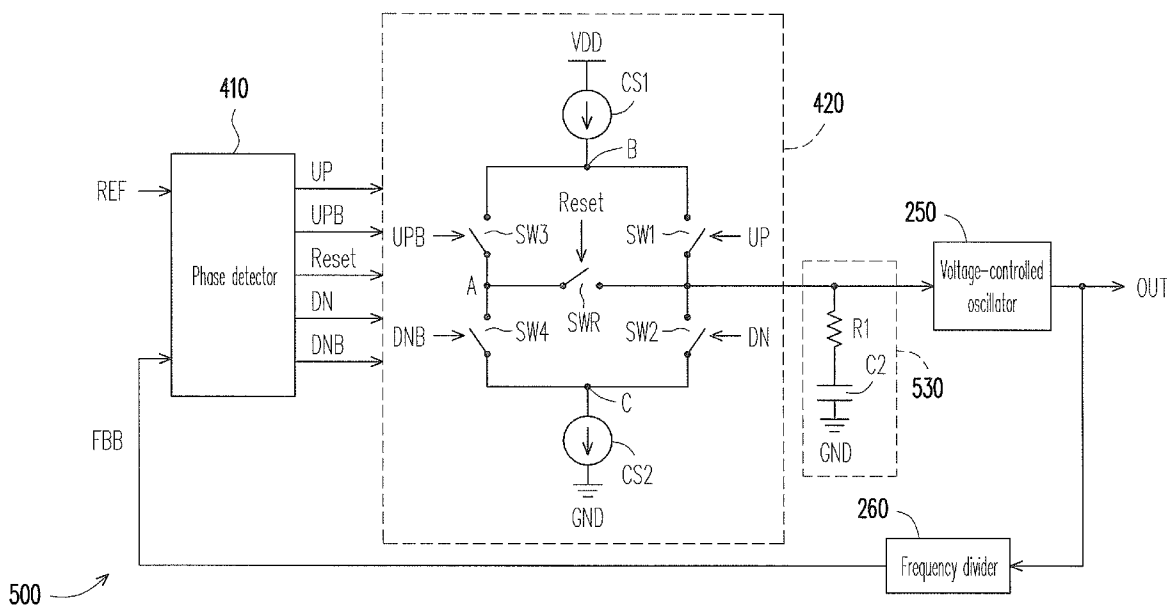 410
REF
Phase detector
UP
UPB
Reset
DN
DNB
FBB
VDD
CS1
420
B
Reset
UPB
SW3
SW1
UP
A
SWR
DNB
SW4
SW2
DN
C
CS2
GND
R1
C2
GND
530
250
Voltage-controlled
oscillator
OUT
260
Frequency divider
500